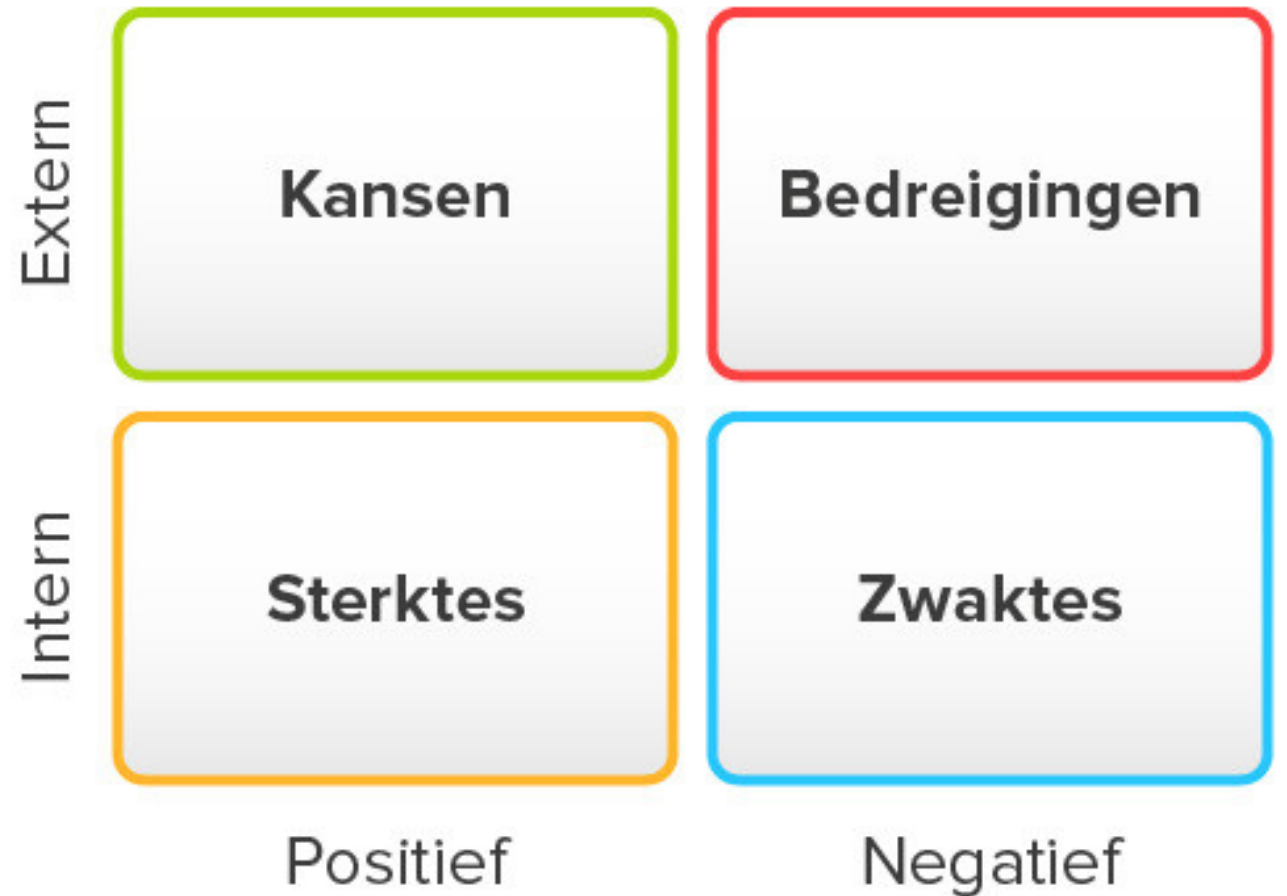 Extern
Kansen
Bedreigingen
Intern
Sterktes
Zwaktes
Positief
Negatief